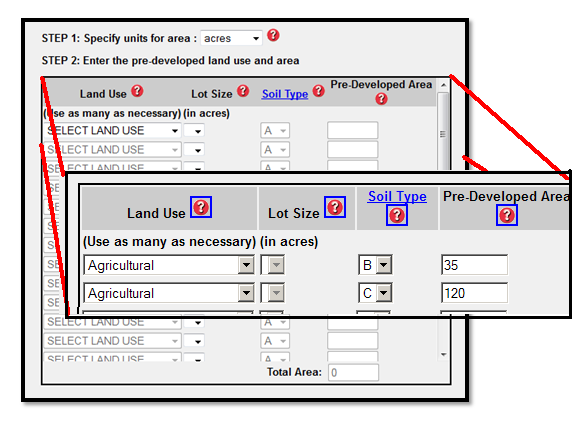 STEP 1: Specify units for area : acres
STEP 2: Enter the pre-developed land use and area
Land Use Lot Size Soil Type Pre-Developed Area
(Use as many as necessary) (in acres)
SELECT LAND USE A
SELECT LAND USE A
SELECT LAND USE A
Land Use Lot Size Soil Type Pre-Developed Area
(Use as many as necessary) (in acres)
Agricultural B 35
Agricultural C 120
SELECT LAND USE A
SELECT LAND USE A
SELECT LAND USE A
Total Area: 0